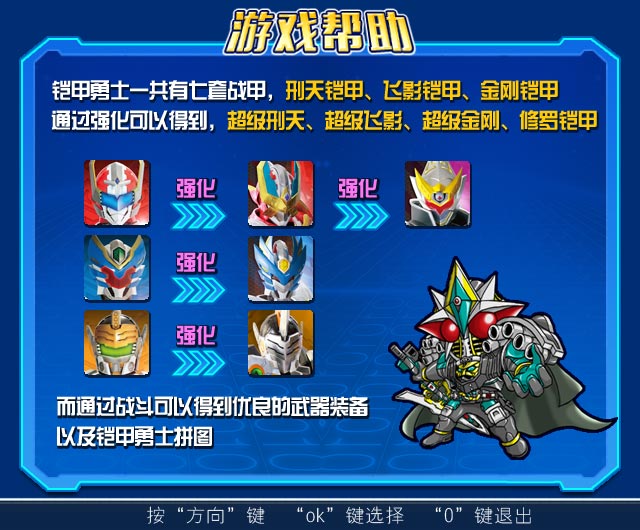 游戏帮助
铠甲勇士一共有七套战甲，刑天铠甲、飞影铠甲、金刚铠甲
通过强化可以得到，超级刑天、超级飞影、超级金刚、修罗铠甲
强化 强化
强化
强化
而通过战斗可以得到优良的武器装备
以及铠甲勇士拼图
按“方向”键 “ok”键选择 “0”键退出